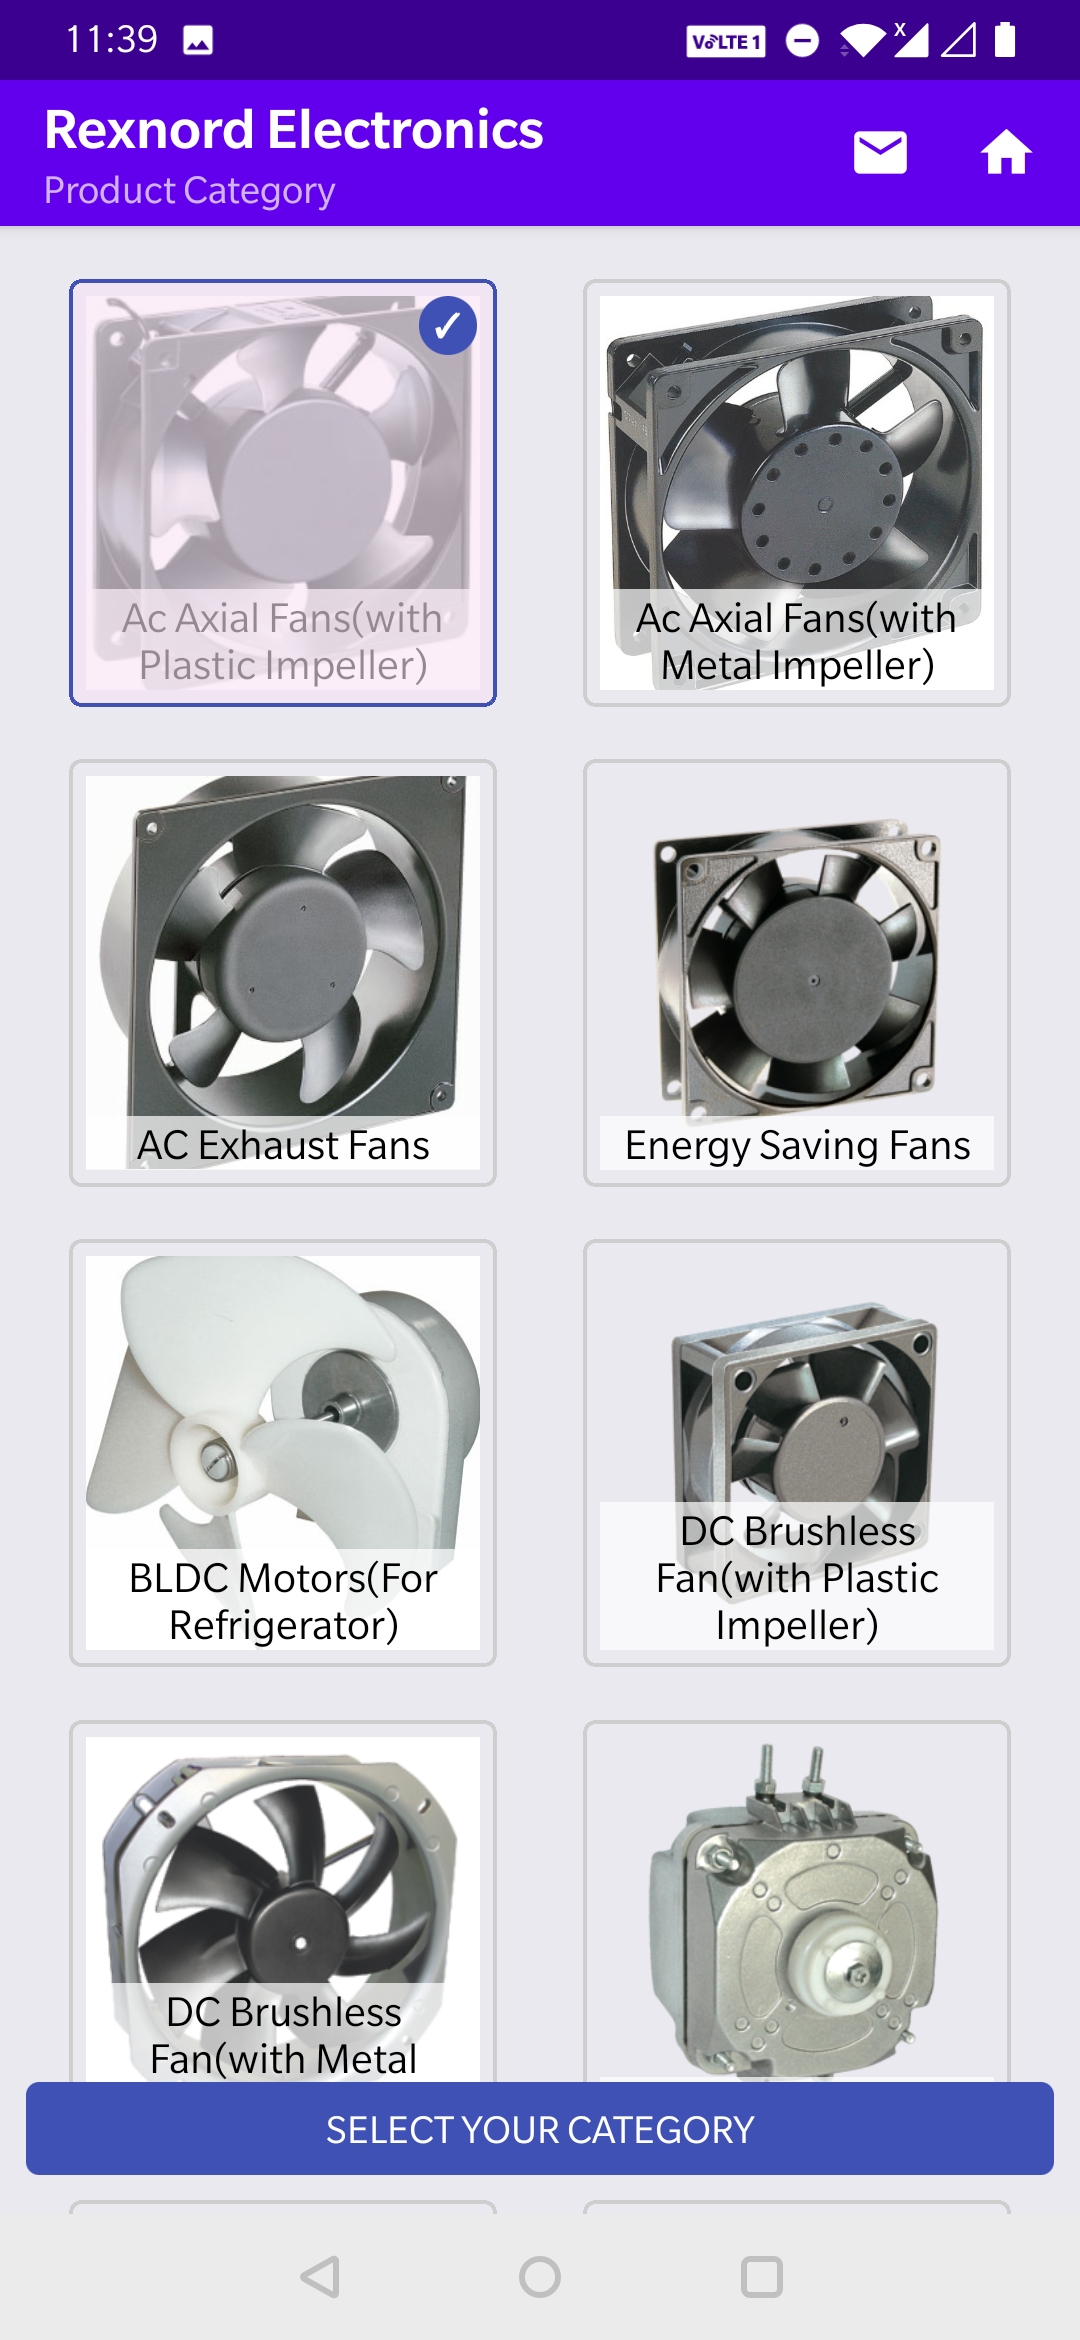 11:39
VoLTE 1
X
Rexnord Electronics
Product Category
Ac Axial Fans(with
Plastic Impeller)
Ac Axial Fans(with
Metal Impeller)
AC Exhaust Fans
Energy Saving Fans
BLDC Motors(For
Refrigerator)
DC Brushless
Fan(with Plastic
Impeller)
DC Brushless
Fan(with Metal
SELECT YOUR CATEGORY